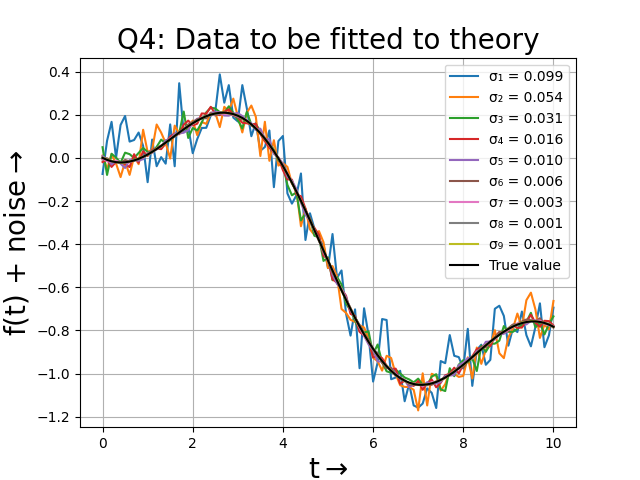 Q4: Data to be fitted to theory
f(t) + noise→
0.4
0.2
0.0
−0.2
−0.4
−0.6
−0.8
−1.0
−1.2
σ₁ = 0.099
σ₂ = 0.054
σ₃ = 0.031
σ₄ = 0.016
σ₅ = 0.010
σ₆ = 0.006
σ₇ = 0.003
σ₈ = 0.001
σ₉ = 0.001
True value
0 2 4 6 8 10
t→